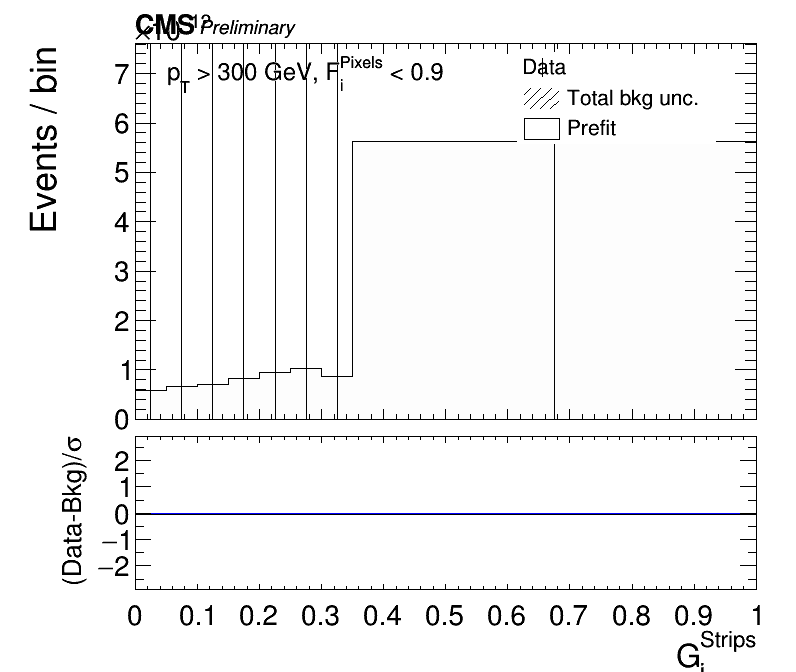 CMS Preliminary
×10^12
Events / bin
p_T > 300 GeV, F_i^Pixels < 0.9
Data
Total bkg unc.
Prefit
7
6
5
4
3
2
1
0
(Data-Bkg)/σ
2
1
0
−1
−2
0 0.1 0.2 0.3 0.4 0.5 0.6 0.7 0.8 0.9 1
G_i^Strips